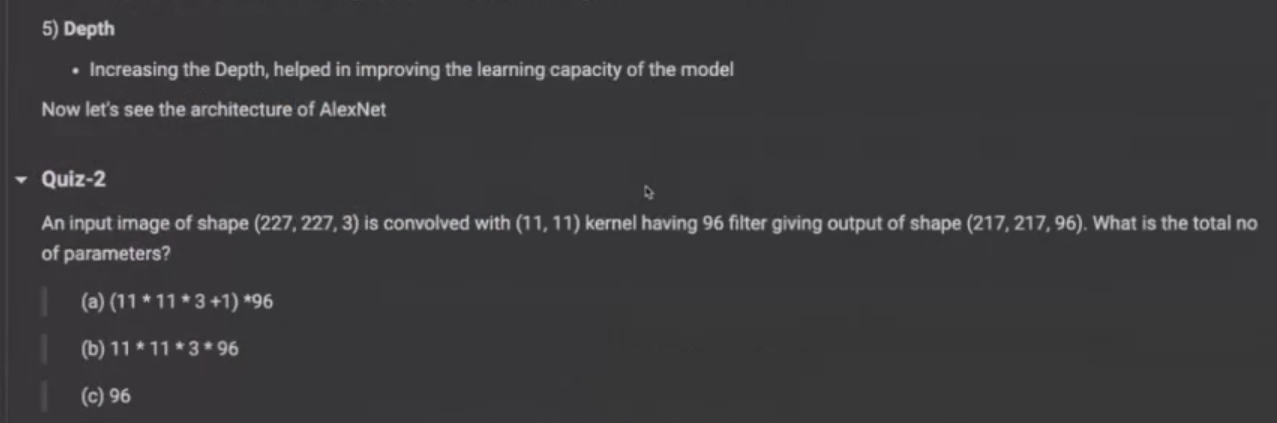 5) Depth
• Increasing the Depth, helped in improving the learning capacity of the model
Now let's see the architecture of AlexNet
Quiz-2
An input image of shape (227, 227, 3) is convolved with (11, 11) kernel having 96 filter giving output of shape (217, 217, 96). What is the total no
of parameters?
(a) (11 * 11 * 3 +1) *96
(b) 11 * 11 * 3 * 96
(c) 96